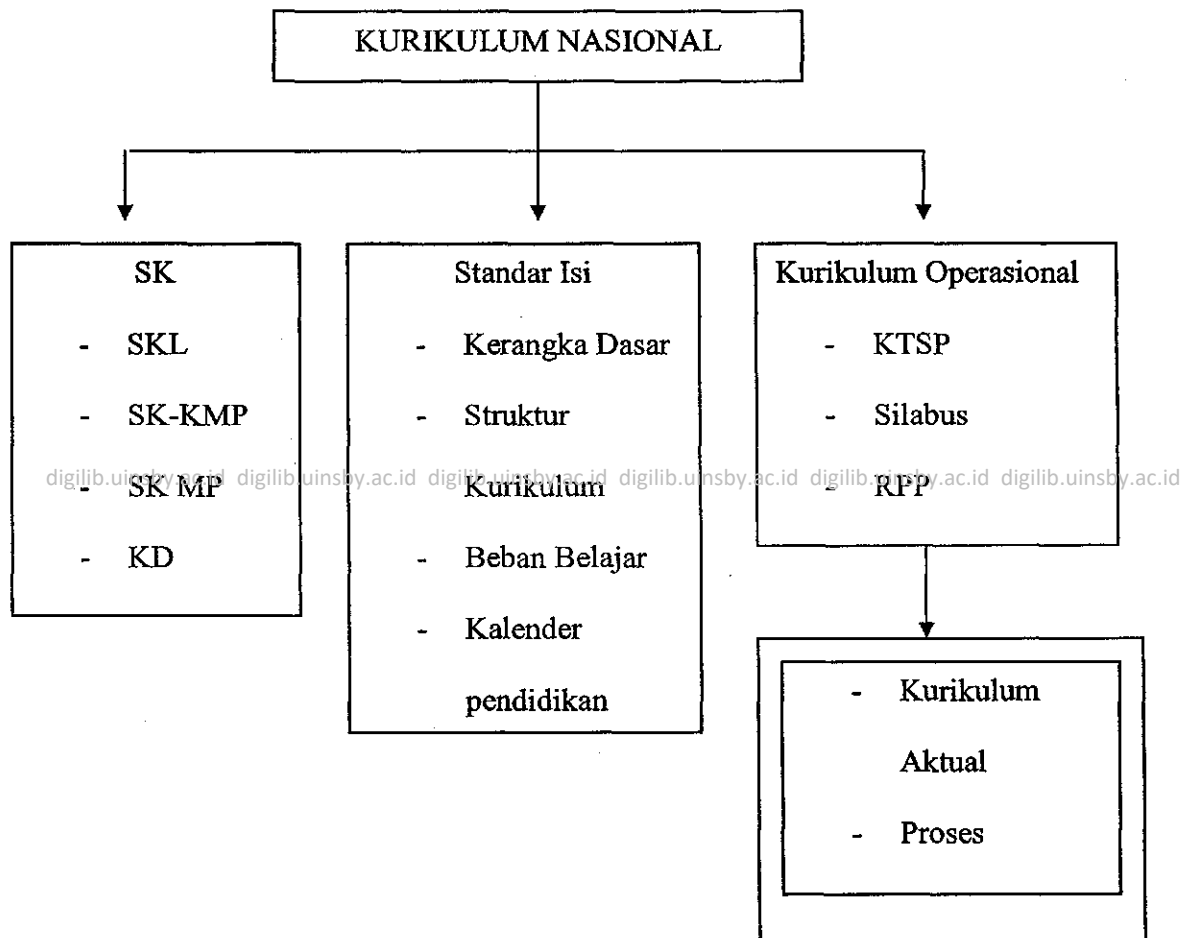 KURIKULUM NASIONAL
SK
- SKL
- SK-KMP
- SK MP
- KD
Standar Isi
- Kerangka Dasar
- Struktur
Kurikulum
- Beban Belajar
- Kalender
pendidikan
Kurikulum Operasional
- KTSP
- Silabus
- RPP
- Kurikulum
Aktual
- Proses
digilib.uinsby.ac.id digilib.uinsby.ac.id digilib.uinsby.ac.id digilib.uinsby.ac.id digilib.uinsby.ac.id digilib.uinsby.ac.id